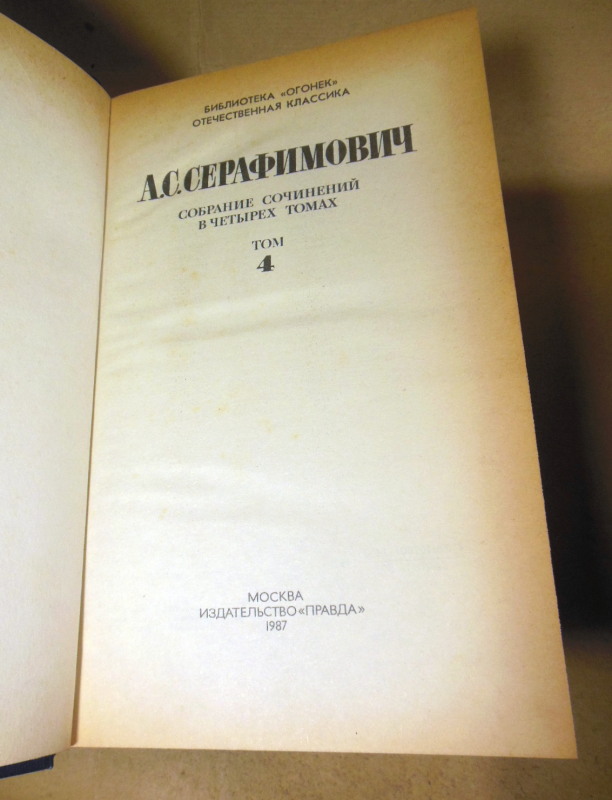 БИБЛИОТЕКА «ОГОНЕК»
ОТЕЧЕСТВЕННАЯ КЛАССИКА
А.С.СЕРАФИМОВИЧ
СОБРАНИЕ СОЧИНЕНИЙ
В ЧЕТЫРЕХ ТОМАХ
ТОМ
4
МОСКВА
ИЗДАТЕЛЬСТВО«ПРАВДА»
1987